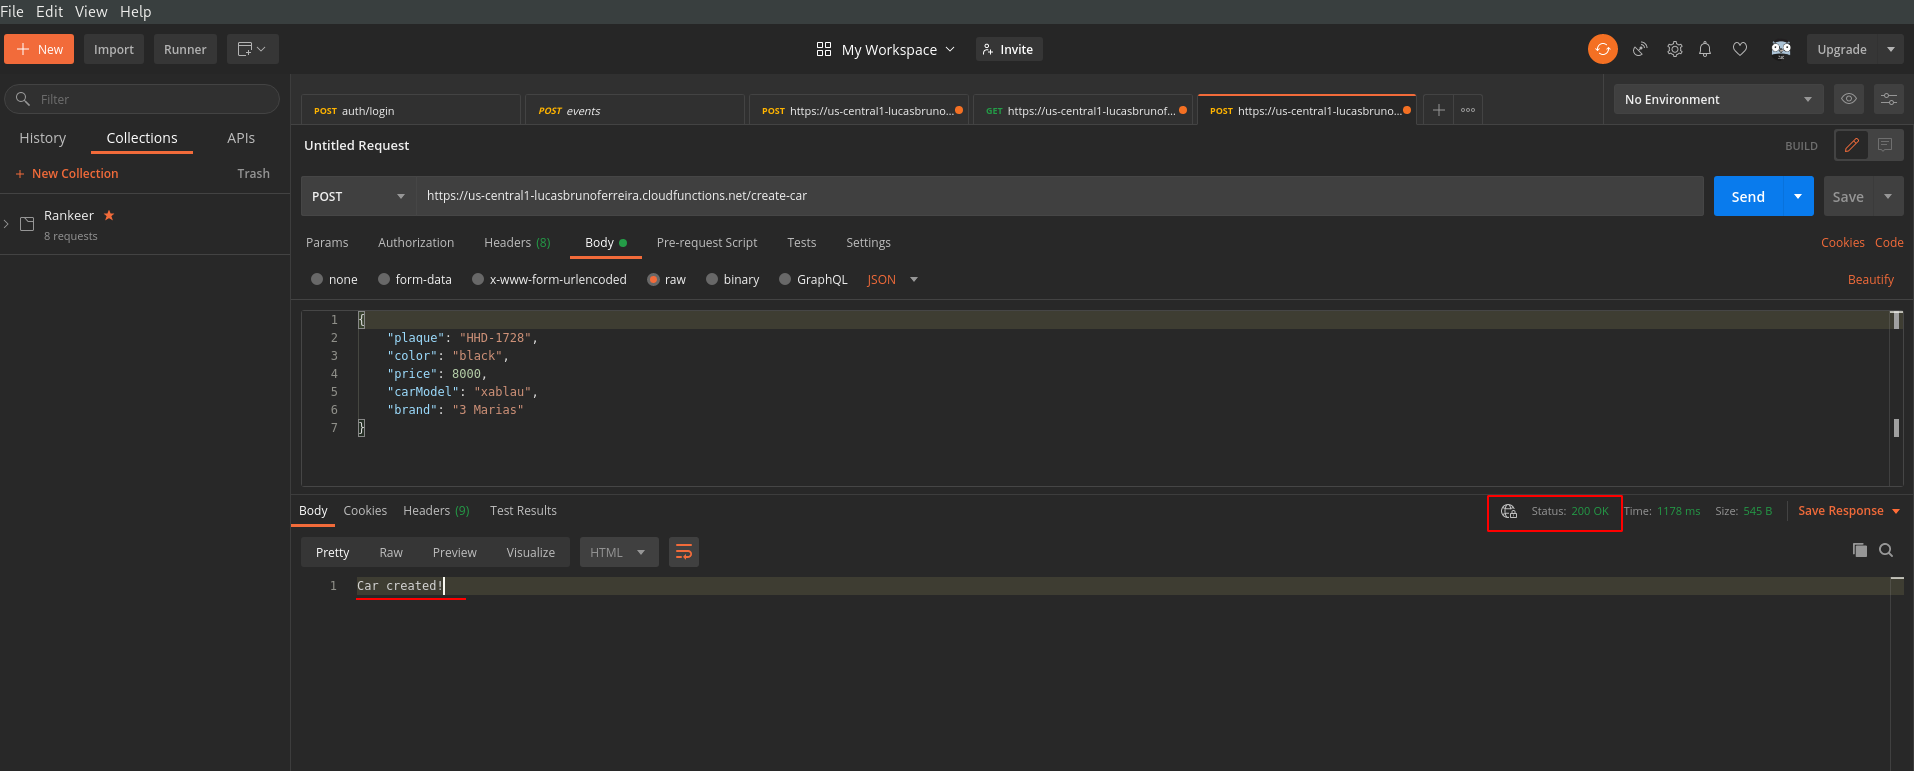 File Edit View Help
New Import Runner My Workspace Invite Upgrade
Filter
History Collections APIs
New Collection Trash
Rankeer
8 requests
POST auth/login POST events POST https://us-central1-lucasbruno... GET https://us-central1-lucasbrunof... POST https://us-central1-lucasbruno... No Environment
Untitled Request BUILD
POST https://us-central1-lucasbrunoferreira.cloudfunctions.net/create-car Send Save
Params Authorization Headers (8) Body Pre-request Script Tests Settings Cookies Code
none form-data x-www-form-urlencoded raw binary GraphQL JSON Beautify
1 {
2 "plaque": "HHD-1728",
3 "color": "black",
4 "price": 8000,
5 "carModel": "xablau",
6 "brand": "3 Marias"
7 }
Body Cookies Headers (9) Test Results Status: 200 OK Time: 1178 ms Size: 545 B Save Response
Pretty Raw Preview Visualize HTML
1 Car created!